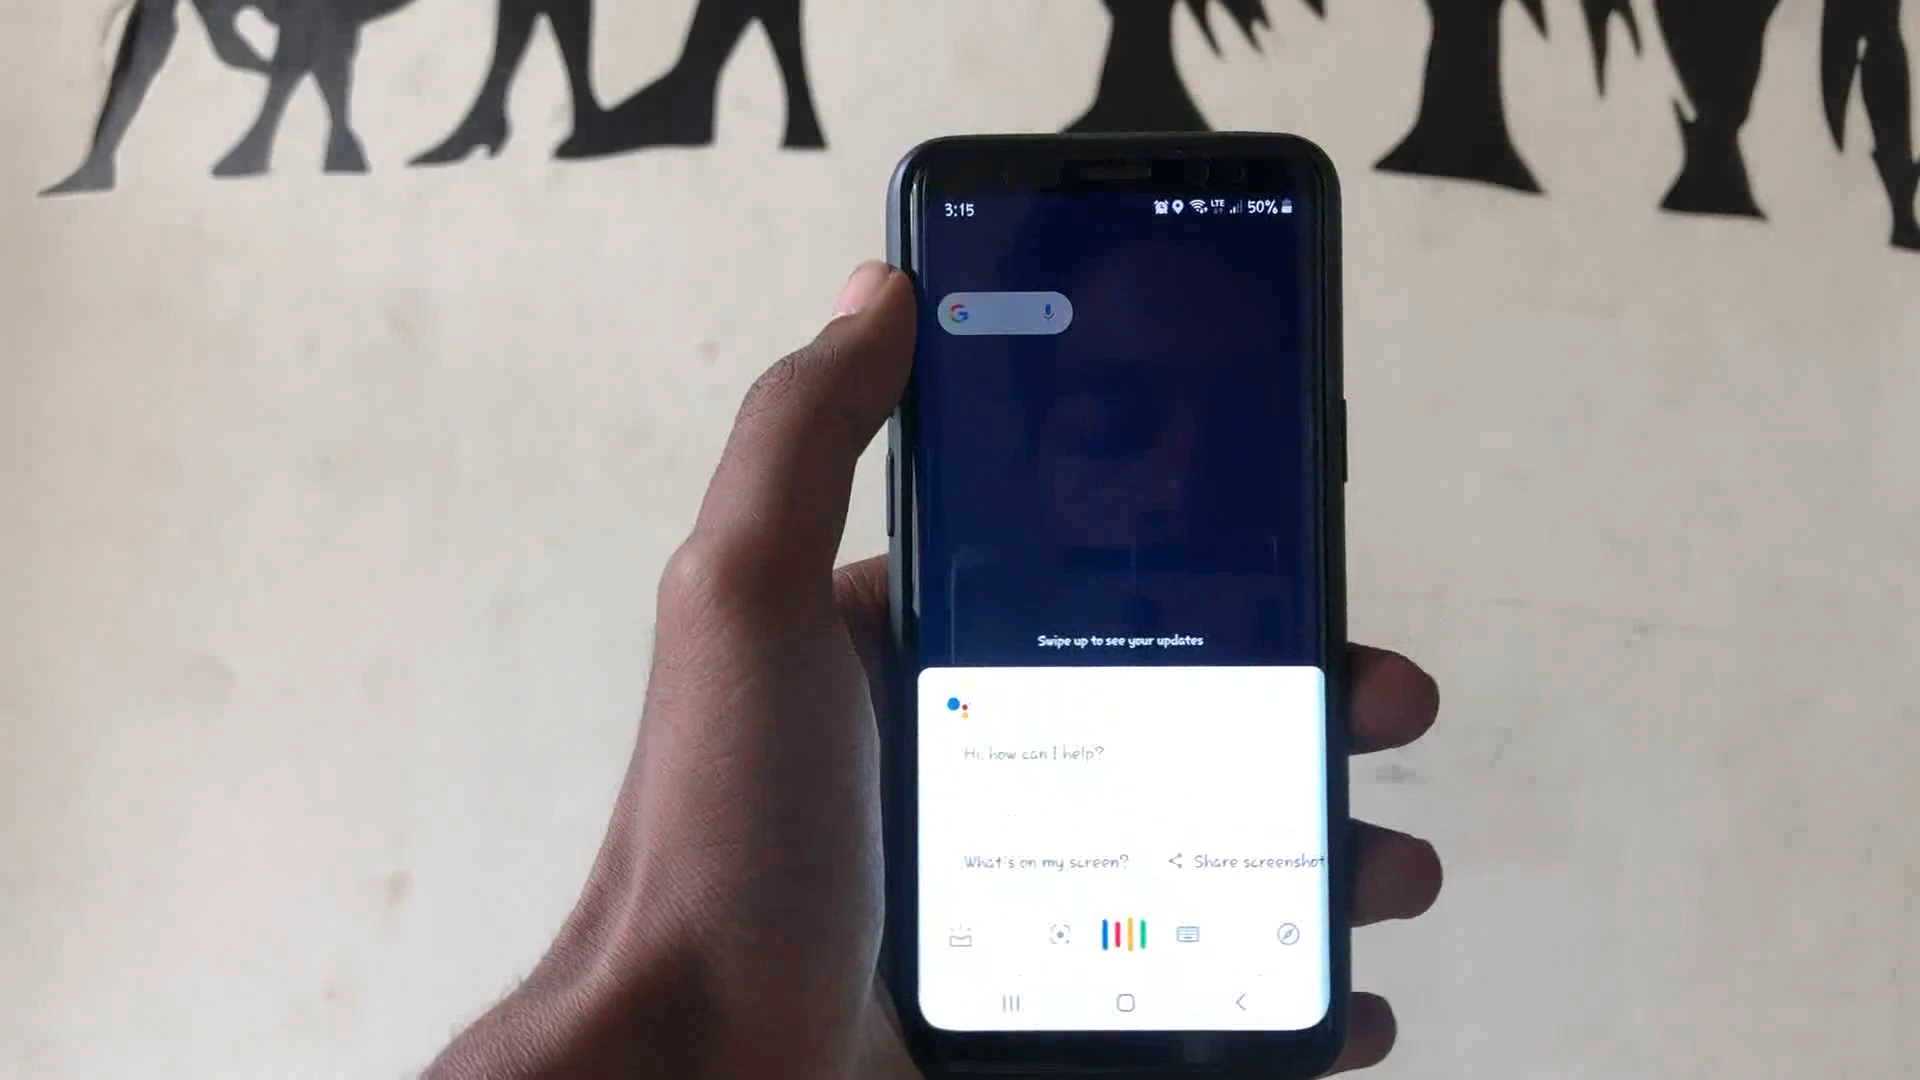 3:15 LTE 50%
G
Swipe up to see your updates
Hi, how can I help?
What's on my screen? Share screenshot